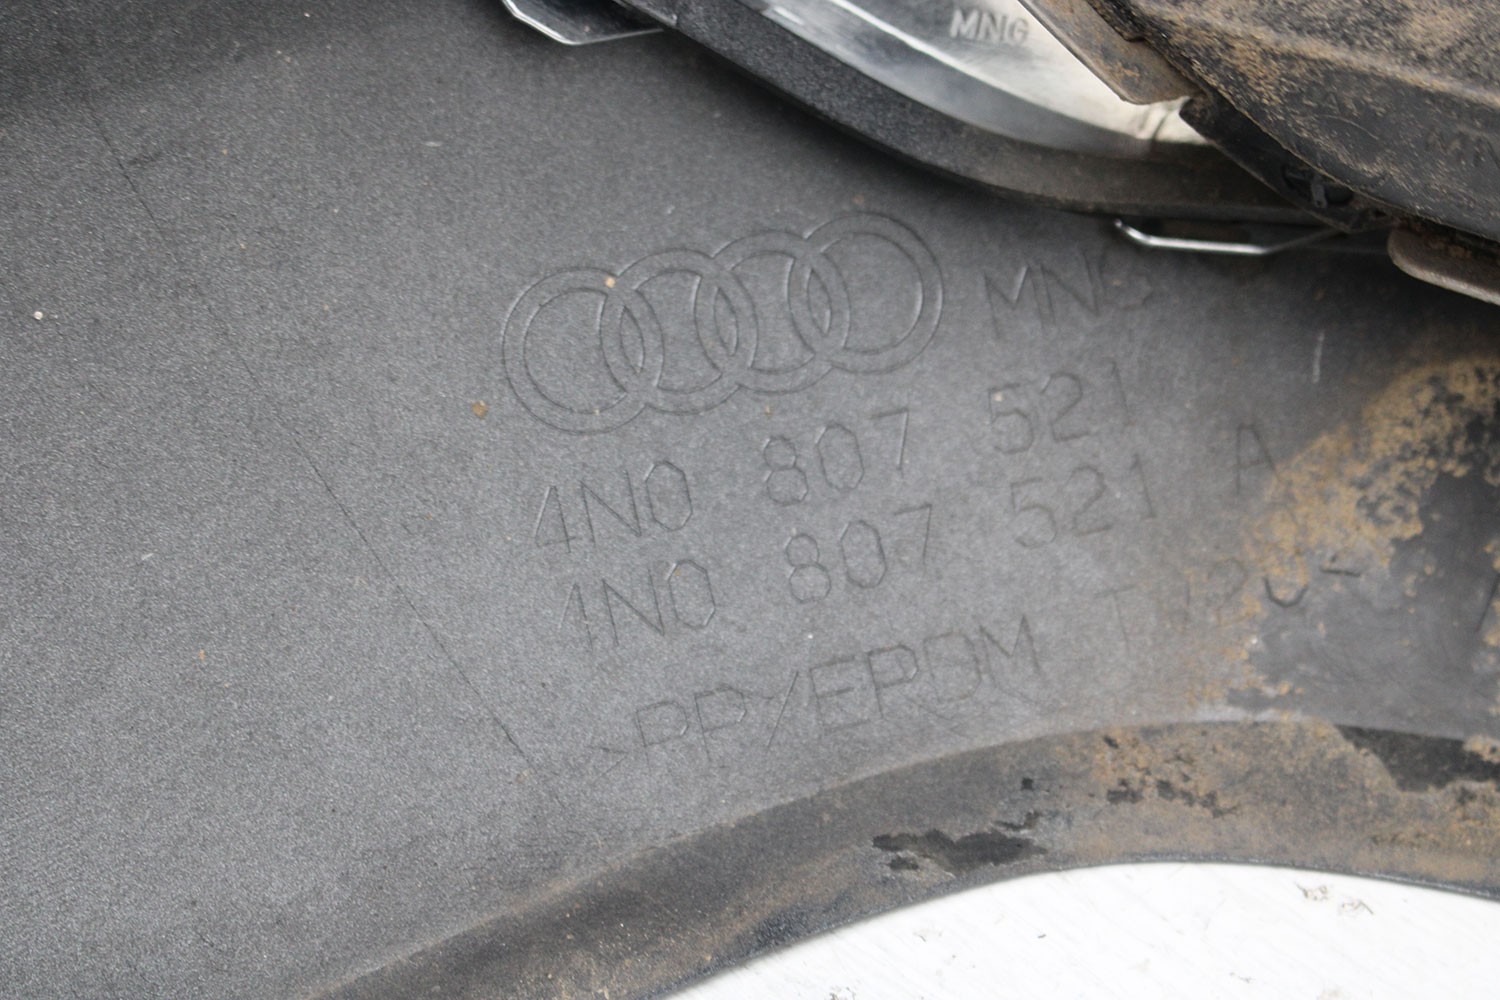 MNG
MNG
4N0 807 521
4N0 807 521 A
>PP/EPDM